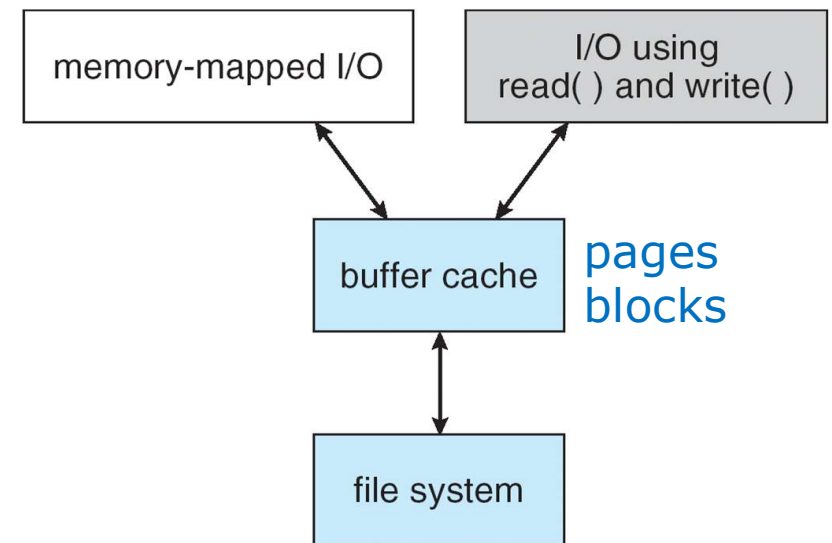 memory-mapped I/O
I/O using
read( ) and write( )
buffer cache
pages
blocks
file system